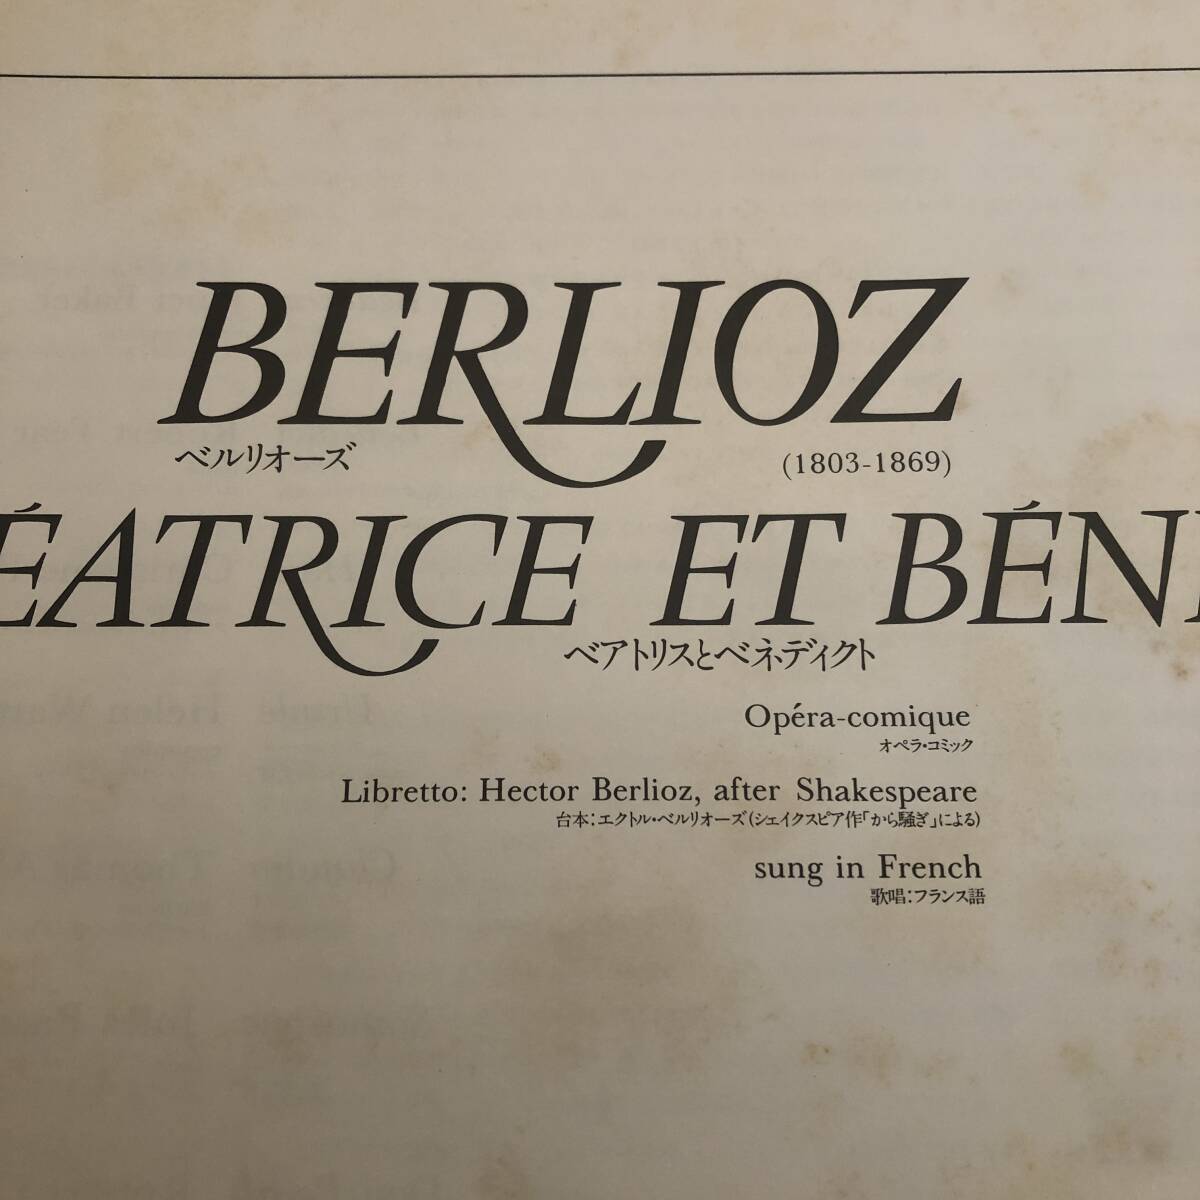 BERLIOZ
ベルリオーズ (1803-1869)
ÉATRICE ET BÉN
ベアトリスとベネディクト
Opéra-comique
オペラ・コミック
Libretto: Hector Berlioz, after Shakespeare
台本：エクトル・ベルリオーズ(シェイクスピア作「から騒ぎ」による)
sung in French
歌唱：フランス語